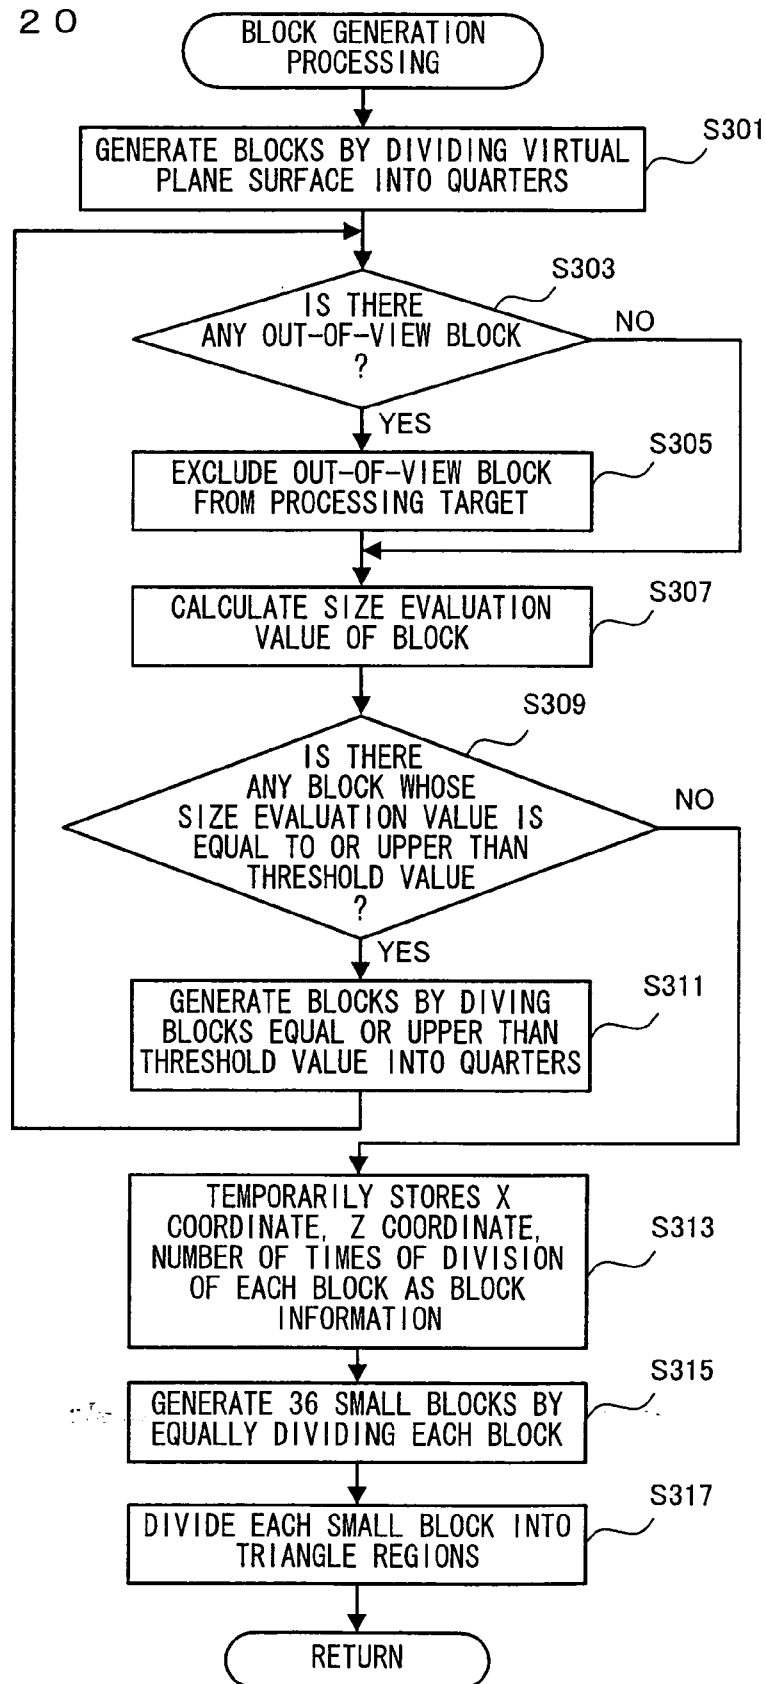 20
BLOCK GENERATION
PROCESSING
S301
GENERATE BLOCKS BY DIVIDING VIRTUAL
PLANE SURFACE INTO QUARTERS
S303
IS THERE
ANY OUT-OF-VIEW BLOCK
?
NO
YES
S305
EXCLUDE OUT-OF-VIEW BLOCK
FROM PROCESSING TARGET
S307
CALCULATE SIZE EVALUATION
VALUE OF BLOCK
S309
IS THERE
ANY BLOCK WHOSE
SIZE EVALUATION VALUE IS
EQUAL TO OR UPPER THAN
THRESHOLD VALUE
?
NO
YES
S311
GENERATE BLOCKS BY DIVING
BLOCKS EQUAL OR UPPER THAN
THRESHOLD VALUE INTO QUARTERS
S313
TEMPORARILY STORES X
COORDINATE, Z COORDINATE,
NUMBER OF TIMES OF DIVISION
OF EACH BLOCK AS BLOCK
INFORMATION
S315
GENERATE 36 SMALL BLOCKS BY
EQUALLY DIVIDING EACH BLOCK
S317
DIVIDE EACH SMALL BLOCK INTO
TRIANGLE REGIONS
RETURN